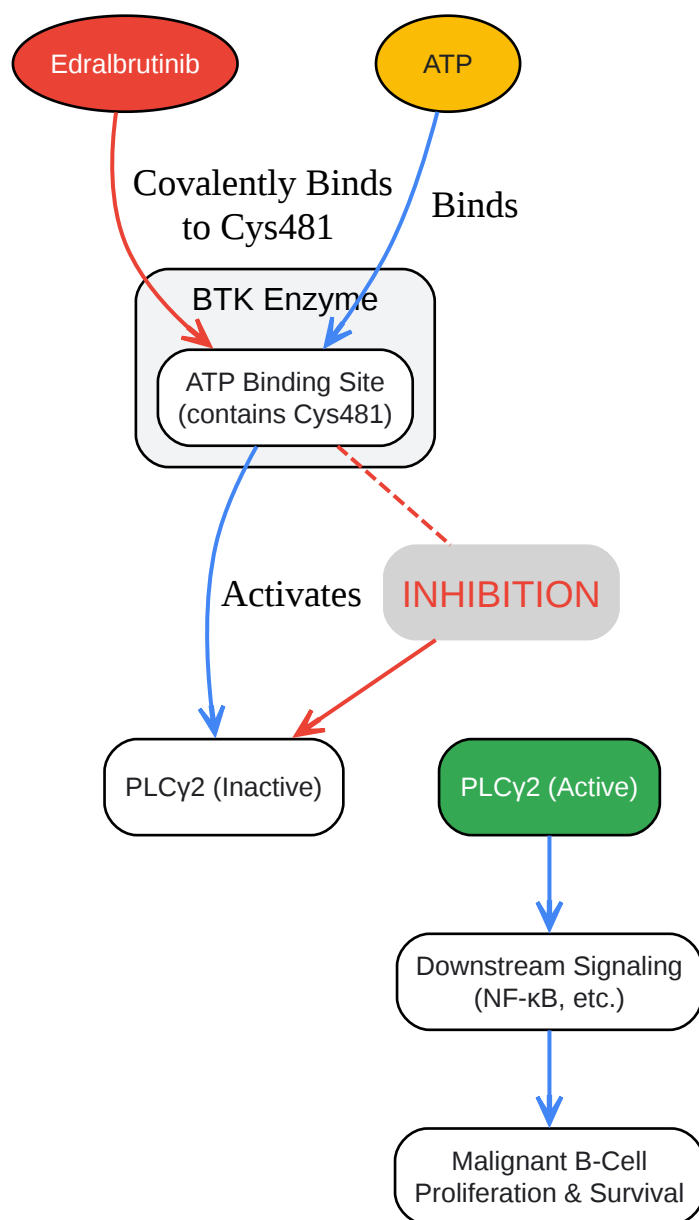 Edralbrutinib
ATP
Covalently Binds
to Cys481
Binds
BTK Enzyme
ATP Binding Site
(contains Cys481)
Activates
INHIBITION
PLCγ2 (Inactive)
PLCγ2 (Active)
Downstream Signaling
(NF-κB, etc.)
Malignant B-Cell
Proliferation & Survival